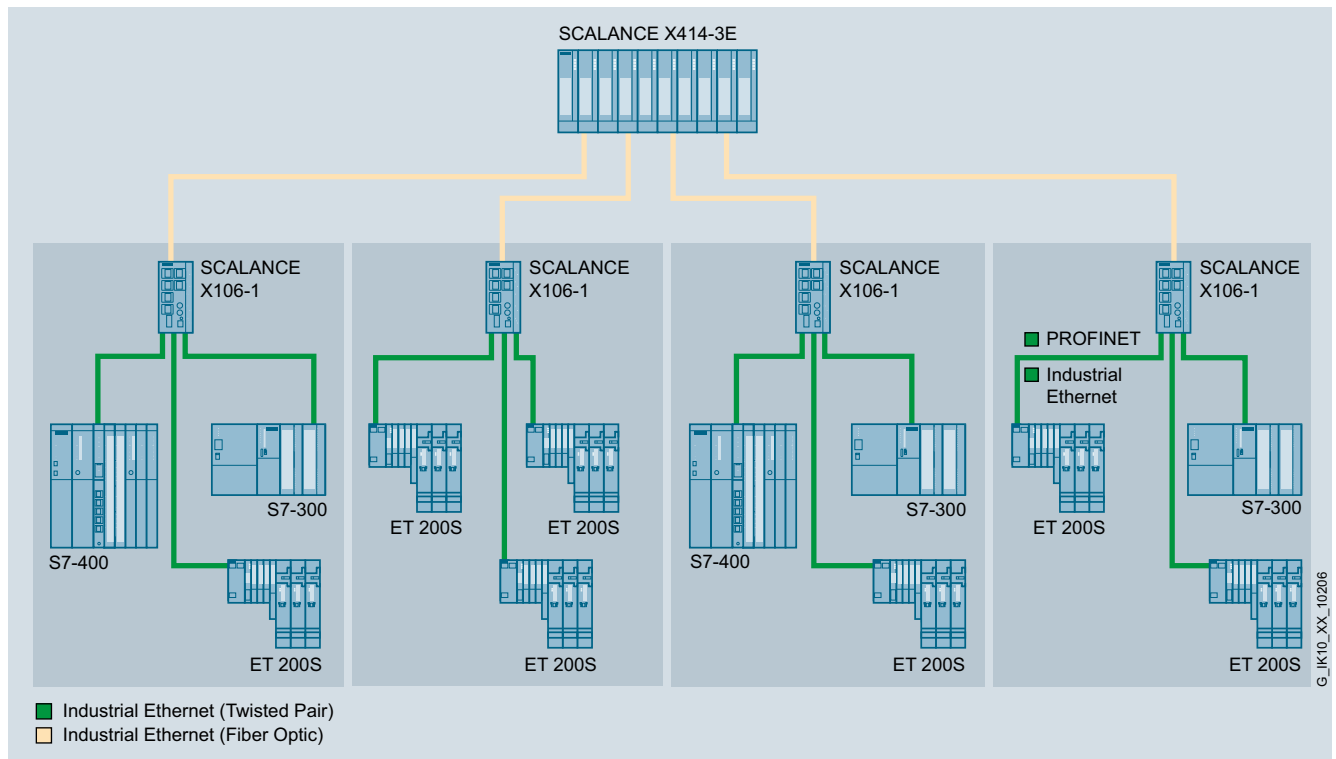 SCALANCE X414-3E
SCALANCE
X106-1
SCALANCE
X106-1
SCALANCE
X106-1
SCALANCE
X106-1
PROFINET
Industrial
Ethernet
S7-400
S7-300
ET 200S
ET 200S
ET 200S
ET 200S
S7-400
S7-300
ET 200S
ET 200S
S7-300
ET 200S
G_IK10_XX_10206
Industrial Ethernet (Twisted Pair)
Industrial Ethernet (Fiber Optic)